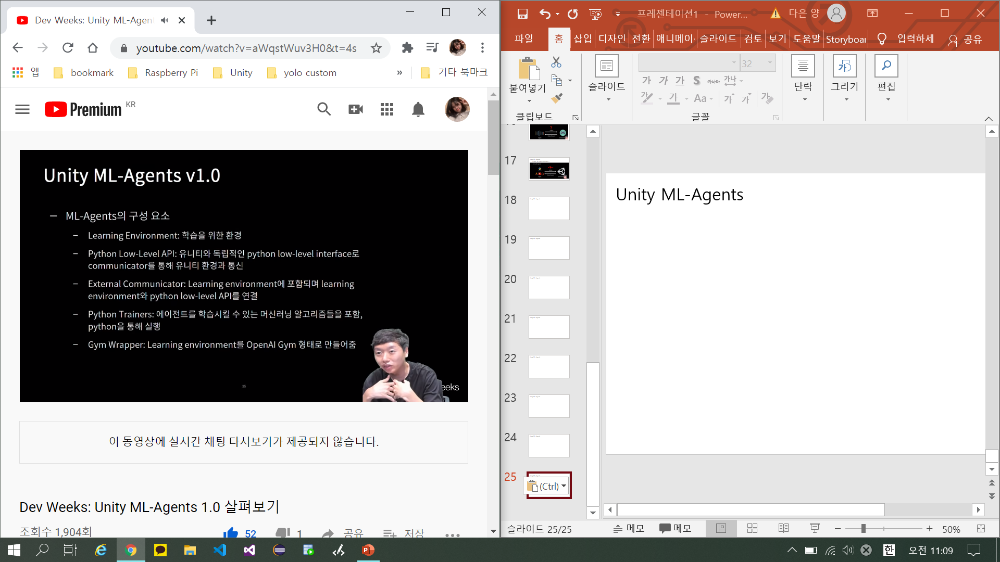 Dev Weeks: Unity ML-Agent
youtube.com/watch?v=aWqstWuv3H0&t=4s
앱
bookmark
Raspberry Pi
Unity
yolo custom
»
기타 북마크
Premium KR
Unity ML-Agents v1.0
– ML-Agents의 구성 요소
– Learning Environment: 학습을 위한 환경
– Python Low-Level API: 유니티와 독립적인 python low-level interface로
communicator를 통해 유니티 환경과 통신
– External Communicator: Learning environment에 포함되며 learning
environment와 python low-level API를 연결
– Python Trainers: 에이전트를 학습시킬 수 있는 머신러닝 알고리즘들을 포함,
python을 통해 실행
– Gym Wrapper: Learning environment를 OpenAI Gym 형태로 만들어줌
35
eeks
이 동영상에 실시간 채팅 다시보기가 제공되지 않습니다.
Dev Weeks: Unity ML-Agents 1.0 살펴보기
조회수 1,904회
52
1
공유
저장
프레젠테이션1 - Power...
다은 양
파일
홈
삽입
디자인
전환
애니메이
슬라이드
검토
보기
도움말
Storyboar
입력하세
공유
붙여넣기
클립보드
슬라이드
32
가 가 가 S 가나다 간나
가 가 Aa 가 가 가
글꼴
단락
가
그리기
편집
17
18
19
20
21
22
23
24
25
(Ctrl)
Unity ML-Agents
슬라이드 25/25
메모
메모
50%
한
오전 11:09